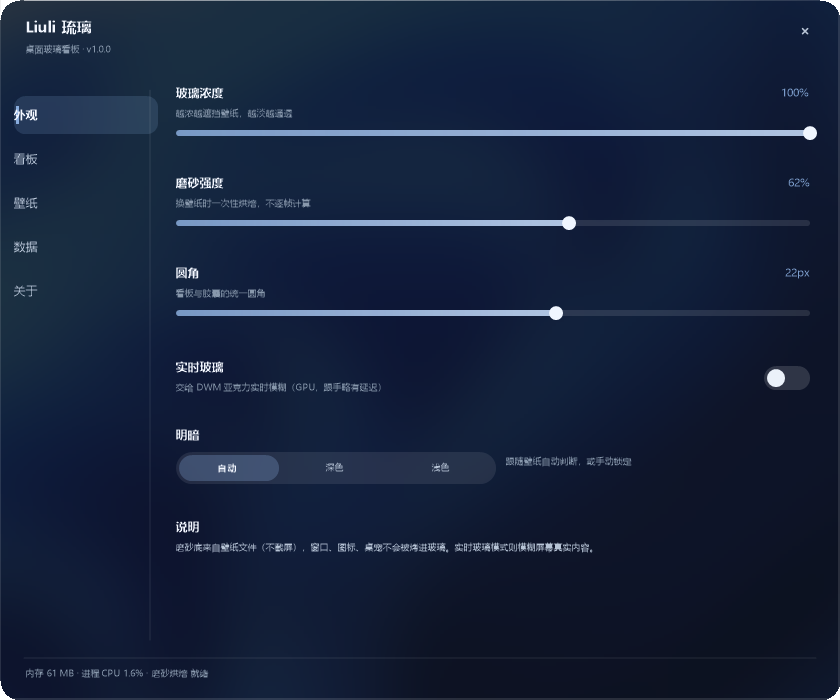 Liuli 琉璃
桌面玻璃看板 · v1.0.0
×
外观
看板
壁纸
数据
关于
玻璃浓度
100%
越浓越遮挡壁纸，越淡越通透
磨砂强度
62%
换壁纸时一次性烘焙，不逐帧计算
圆角
22px
看板与胶囊的统一圆角
实时玻璃
交给 DWM 亚克力实时模糊（GPU，跟手略有延迟）
明暗
自动
深色
浅色
跟随壁纸自动判断，或手动锁定
说明
磨砂底来自壁纸文件（不截屏），窗口、图标、桌宠不会被烤进玻璃。实时玻璃模式则模糊屏幕真实内容。
内存 61 MB · 进程 CPU 1.6% · 磨砂烘焙 就绪